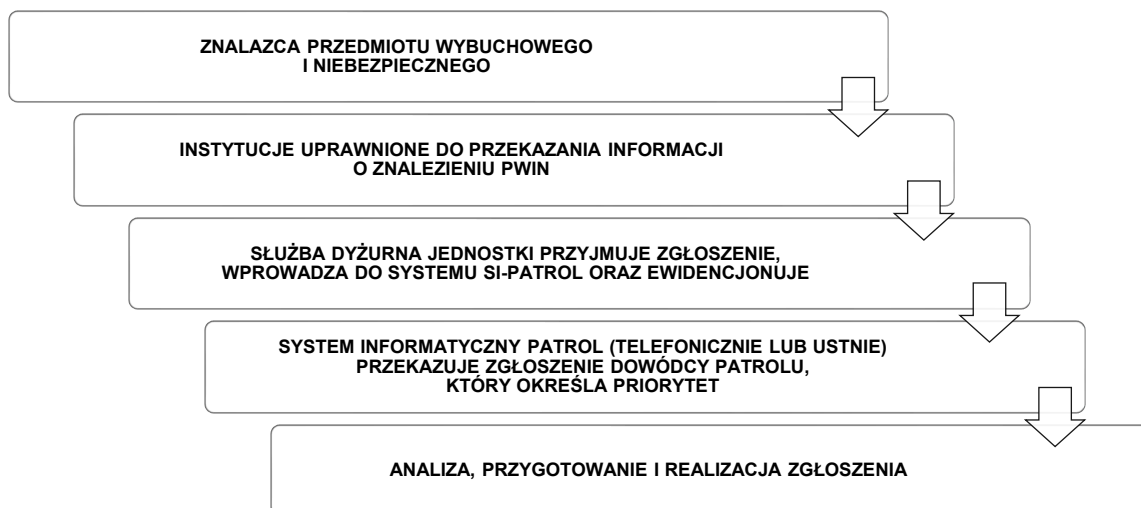 ZNALAZCA PRZEDMIOTU WYBUCHOWEGO
I NIEBEZPIECZNEGO
INSTYTUCJE UPRAWNIONE DO PRZEKAZANIA INFORMACJI
O ZNALEZIENIU PWIN
SŁUŻBA DYŻURNA JEDNOSTKI PRZYJMUJE ZGŁOSZENIE,
WPROWADZA DO SYSTEMU SI-PATROL ORAZ EWIDENCJONUJE
SYSTEM INFORMATYCZNY PATROL (TELEFONICZNIE LUB USTNIE)
PRZEKAZUJE ZGŁOSZENIE DOWÓDCY PATROLU,
KTÓRY OKREŚLA PRIORYTET
ANALIZA, PRZYGOTOWANIE I REALIZACJA ZGŁOSZENIA